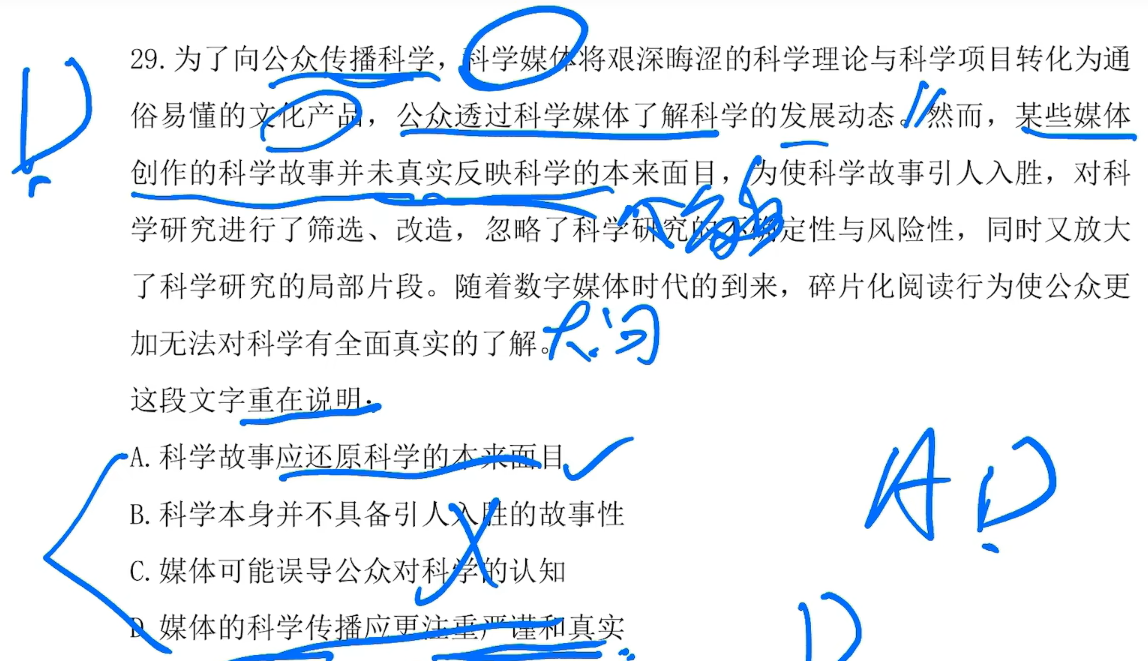 29.为了向公众传播科学，科学媒体将艰深晦涩的科学理论与科学项目转化为通
俗易懂的文化产品，公众透过科学媒体了解科学的发展动态。然而，某些媒体
创作的科学故事并未真实反映科学的本来面目，为使科学故事引人入胜，对科
学研究进行了筛选、改造，忽略了科学研究的不确定性与风险性，同时又放大
了科学研究的局部片段。随着数字媒体时代的到来，碎片化阅读行为使公众更
加无法对科学有全面真实的了解。
这段文字重在说明：
A.科学故事应还原科学的本来面目
B.科学本身并不具备引人入胜的故事性
C.媒体可能误导公众对科学的认知
D.媒体的科学传播应更注重严谨和真实
D
A D
D